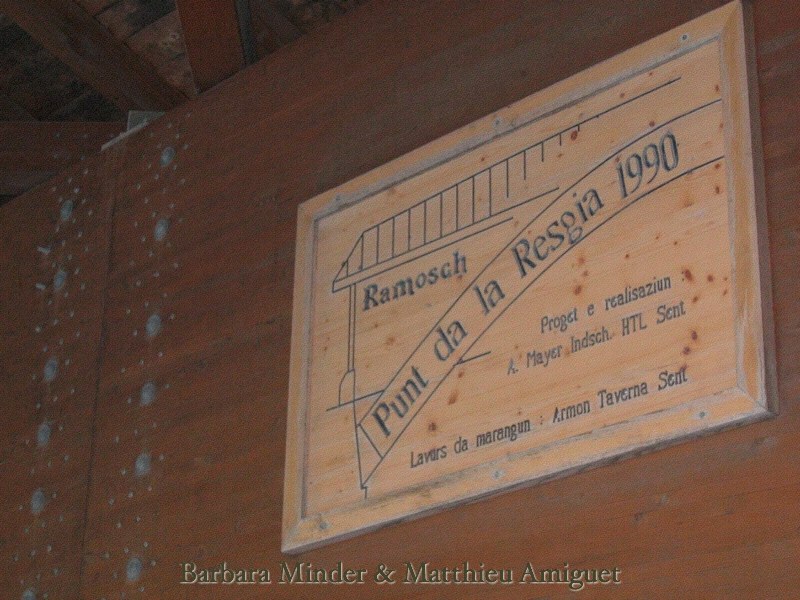 Ramosch
Punt da la Resgia 1990
Proget e realisaziun :
A. Mayer Indsch. HTL Sent
Lavurs da marangun : Armon Taverna Sent
Barbara Minder & Matthieu Amiguet